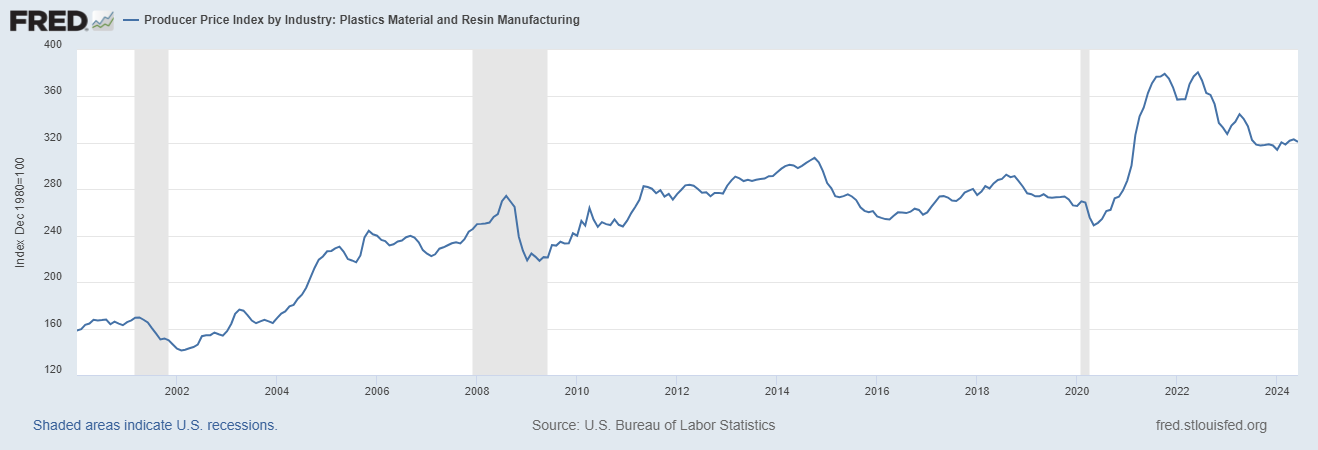 FRED
Producer Price Index by Industry: Plastics Material and Resin Manufacturing
Index Dec 1980=100
400
360
320
280
240
200
160
120
2002 2004 2006 2008 2010 2012 2014 2016 2018 2020 2022 2024
Shaded areas indicate U.S. recessions. Source: U.S. Bureau of Labor Statistics fred.stlouisfed.org